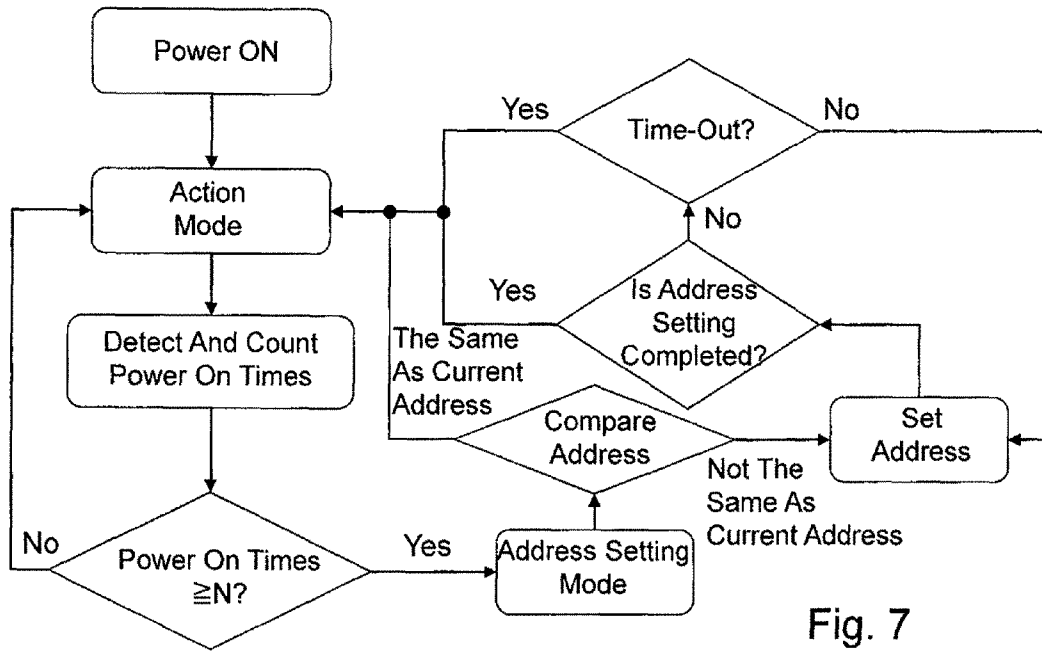 Power ON
Action
Mode
Detect And Count
Power On Times
Power On Times
≧N?
No
Yes
Address Setting
Mode
Compare
Address
The Same
As Current
Address
Not The
Same As
Current Address
Set
Address
Is Address
Setting
Completed?
Yes
No
Time-Out?
Yes
No
Fig. 7